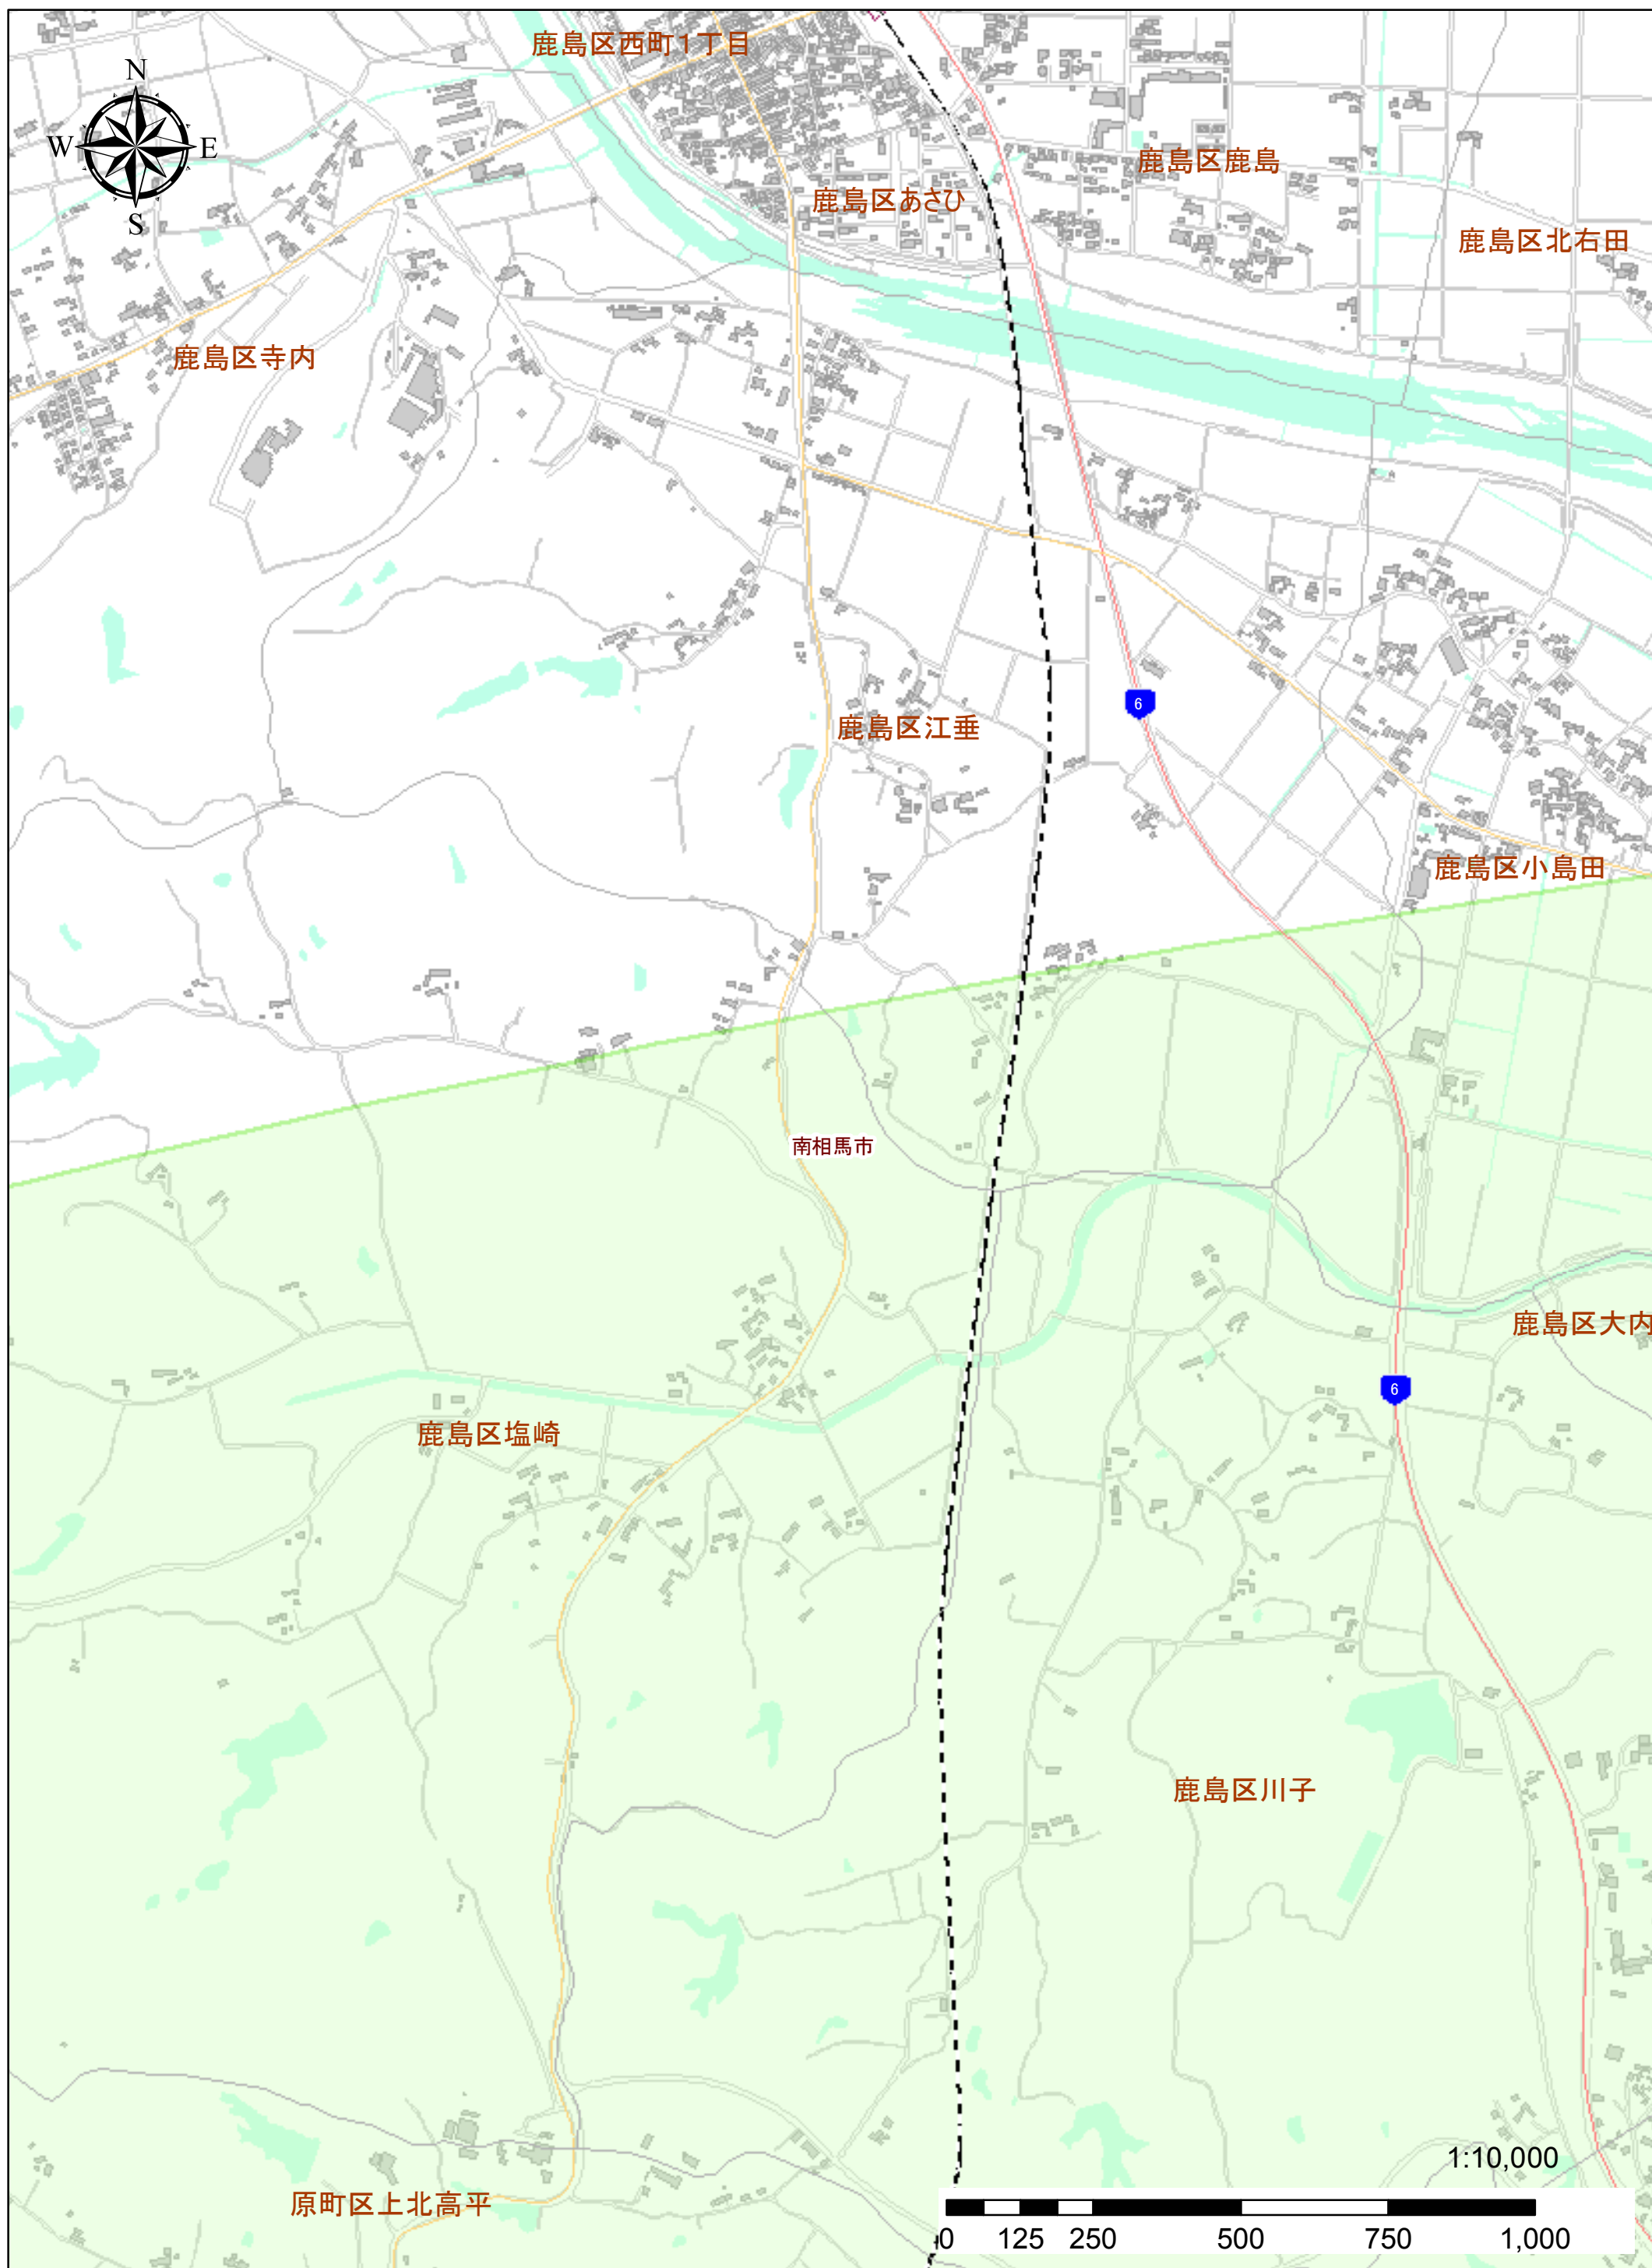 鹿島区西町1丁目
N
W
E
S
鹿島区鹿島
鹿島区あさひ
鹿島区北右田
鹿島区寺内
6
鹿島区江垂
鹿島区小島田
南相馬市
鹿島区大内
6
鹿島区塩崎
鹿島区川子
1:10,000
原町区上北高平
0 125 250 500 750 1,000